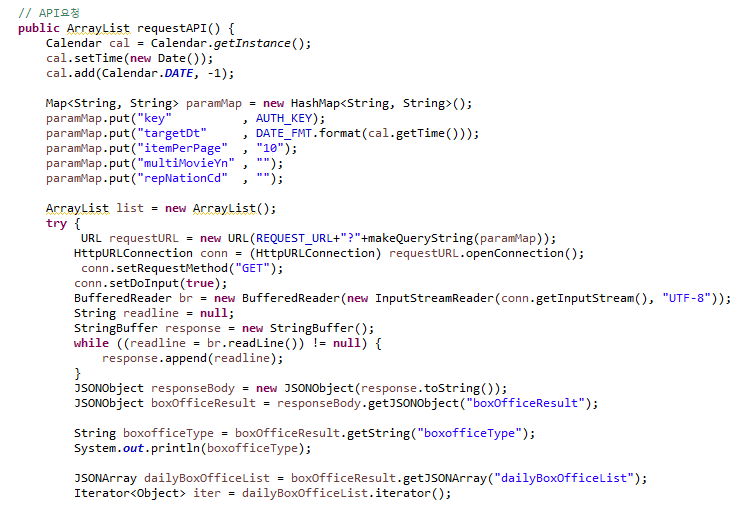 // API요청
public ArrayList requestAPI() {
    Calendar cal = Calendar.getInstance();
    cal.setTime(new Date());
    cal.add(Calendar.DATE, -1);

    Map<String, String> paramMap = new HashMap<String, String>();
    paramMap.put("key"          , AUTH_KEY);
    paramMap.put("targetDt"     , DATE_FMT.format(cal.getTime()));
    paramMap.put("itemPerPage"  , "10");
    paramMap.put("multiMovieYn" , "");
    paramMap.put("repNationCd"  , "");

    ArrayList list = new ArrayList();
    try {
         URL requestURL = new URL(REQUEST_URL+"?"+makeQueryString(paramMap));
        HttpURLConnection conn = (HttpURLConnection) requestURL.openConnection();
         conn.setRequestMethod("GET");
        conn.setDoInput(true);
        BufferedReader br = new BufferedReader(new InputStreamReader(conn.getInputStream(), "UTF-8"));
        String readline = null;
        StringBuffer response = new StringBuffer();
        while ((readline = br.readLine()) != null) {
            response.append(readline);
        }
        JSONObject responseBody = new JSONObject(response.toString());
        JSONObject boxOfficeResult = responseBody.getJSONObject("boxOfficeResult");

        String boxofficeType = boxOfficeResult.getString("boxofficeType");
        System.out.println(boxofficeType);

        JSONArray dailyBoxOfficeList = boxOfficeResult.getJSONArray("dailyBoxOfficeList");
        Iterator<Object> iter = dailyBoxOfficeList.iterator();